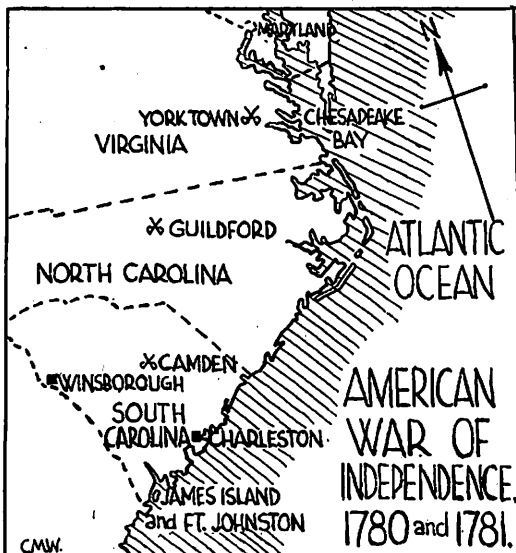 MARYLAND
N
YORKTOWN
CHESADEAKE
BAY
VIRGINIA
GUILDFORD
ATLANTIC
OCEAN
NORTH CAROLINA
CAMDEN
WINSBOROUGH
SOUTH
CAROLINA
CHARLESTON
AMERICAN
WAR OF
INDEPENDENCE.
1780 and 1781.
JAMES ISLAND
and FT. JOHNSTON
CMW.